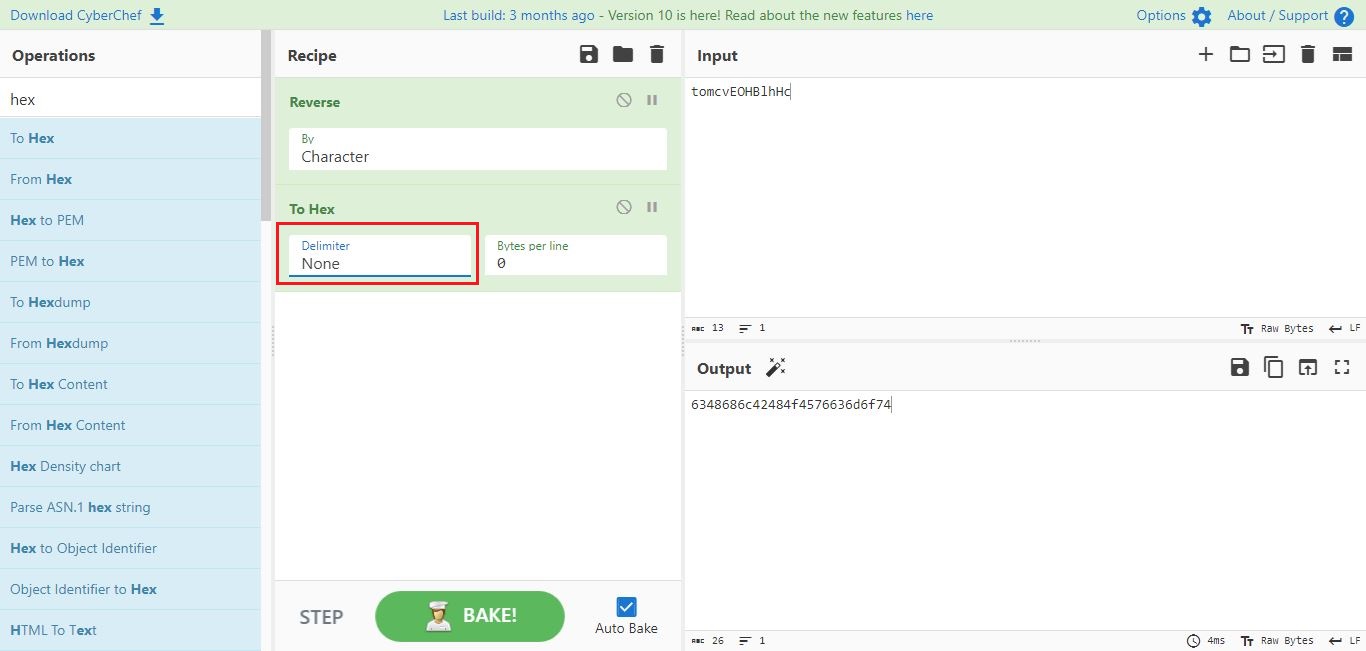 Download CyberChef
Last build: 3 months ago - Version 10 is here! Read about the new features here
Options
About / Support
?
Operations
hex
To Hex
From Hex
Hex to PEM
PEM to Hex
To Hexdump
From Hexdump
To Hex Content
From Hex Content
Hex Density chart
Parse ASN.1 hex string
Hex to Object Identifier
Object Identifier to Hex
HTML To Text
Recipe
Reverse
By
Character
To Hex
Delimiter
None
Bytes per line
0
STEP
BAKE!
Auto Bake
Input
tomcvEOHBlhHc
ABC 13
1
Tт Raw Bytes
LF
Output
6348686c42484f4576636d6f74
ABC 26
1
4ms
Tт Raw Bytes
LF